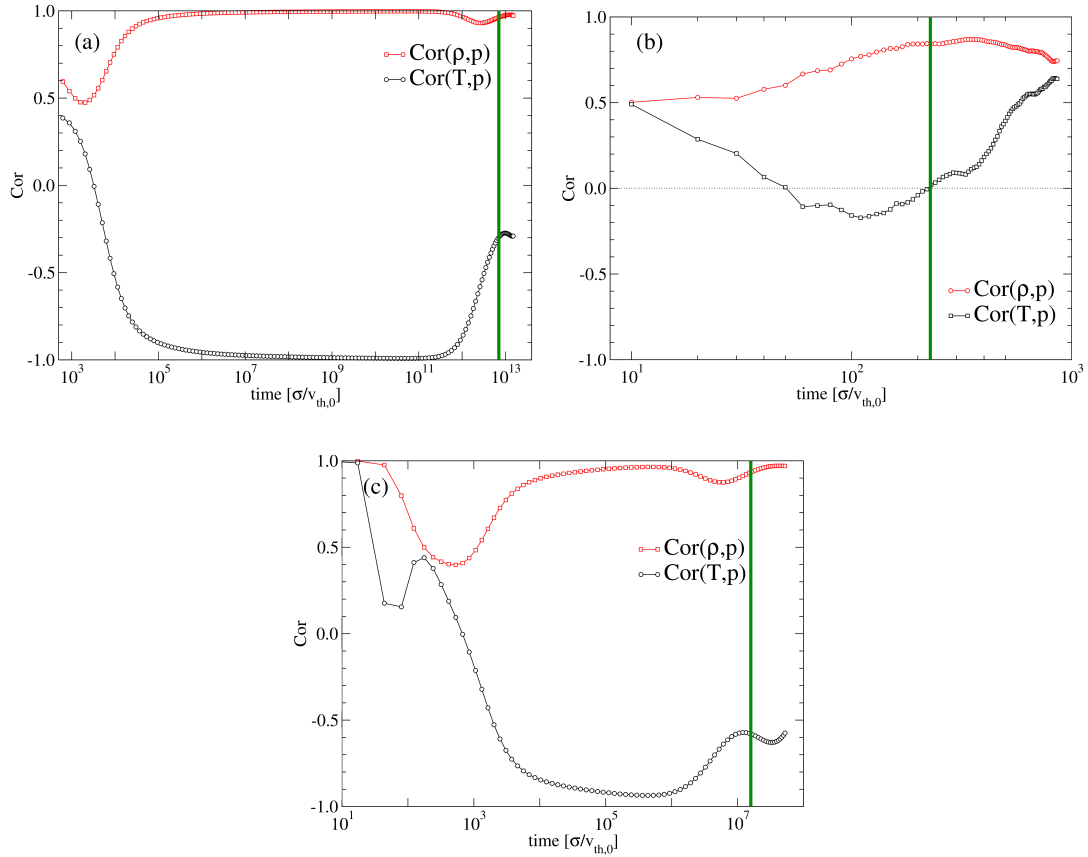 (a)
Cor(ρ,p)
Cor(T,p)
1.0
0.5
0.0
-0.5
-1.0
Cor
10^3
10^5
10^7
10^9
10^11
10^13
time [σ/v_th,0]
(b)
1.0
0.5
0.0
-0.5
-1.0
Cor
Cor(ρ,p)
Cor(T,p)
10^1
10^2
10^3
time [σ/v_th,0]
(c)
1.0
0.5
0.0
-0.5
-1.0
Cor
Cor(ρ,p)
Cor(T,p)
10^1
10^3
10^5
10^7
time [σ/v_th,0]